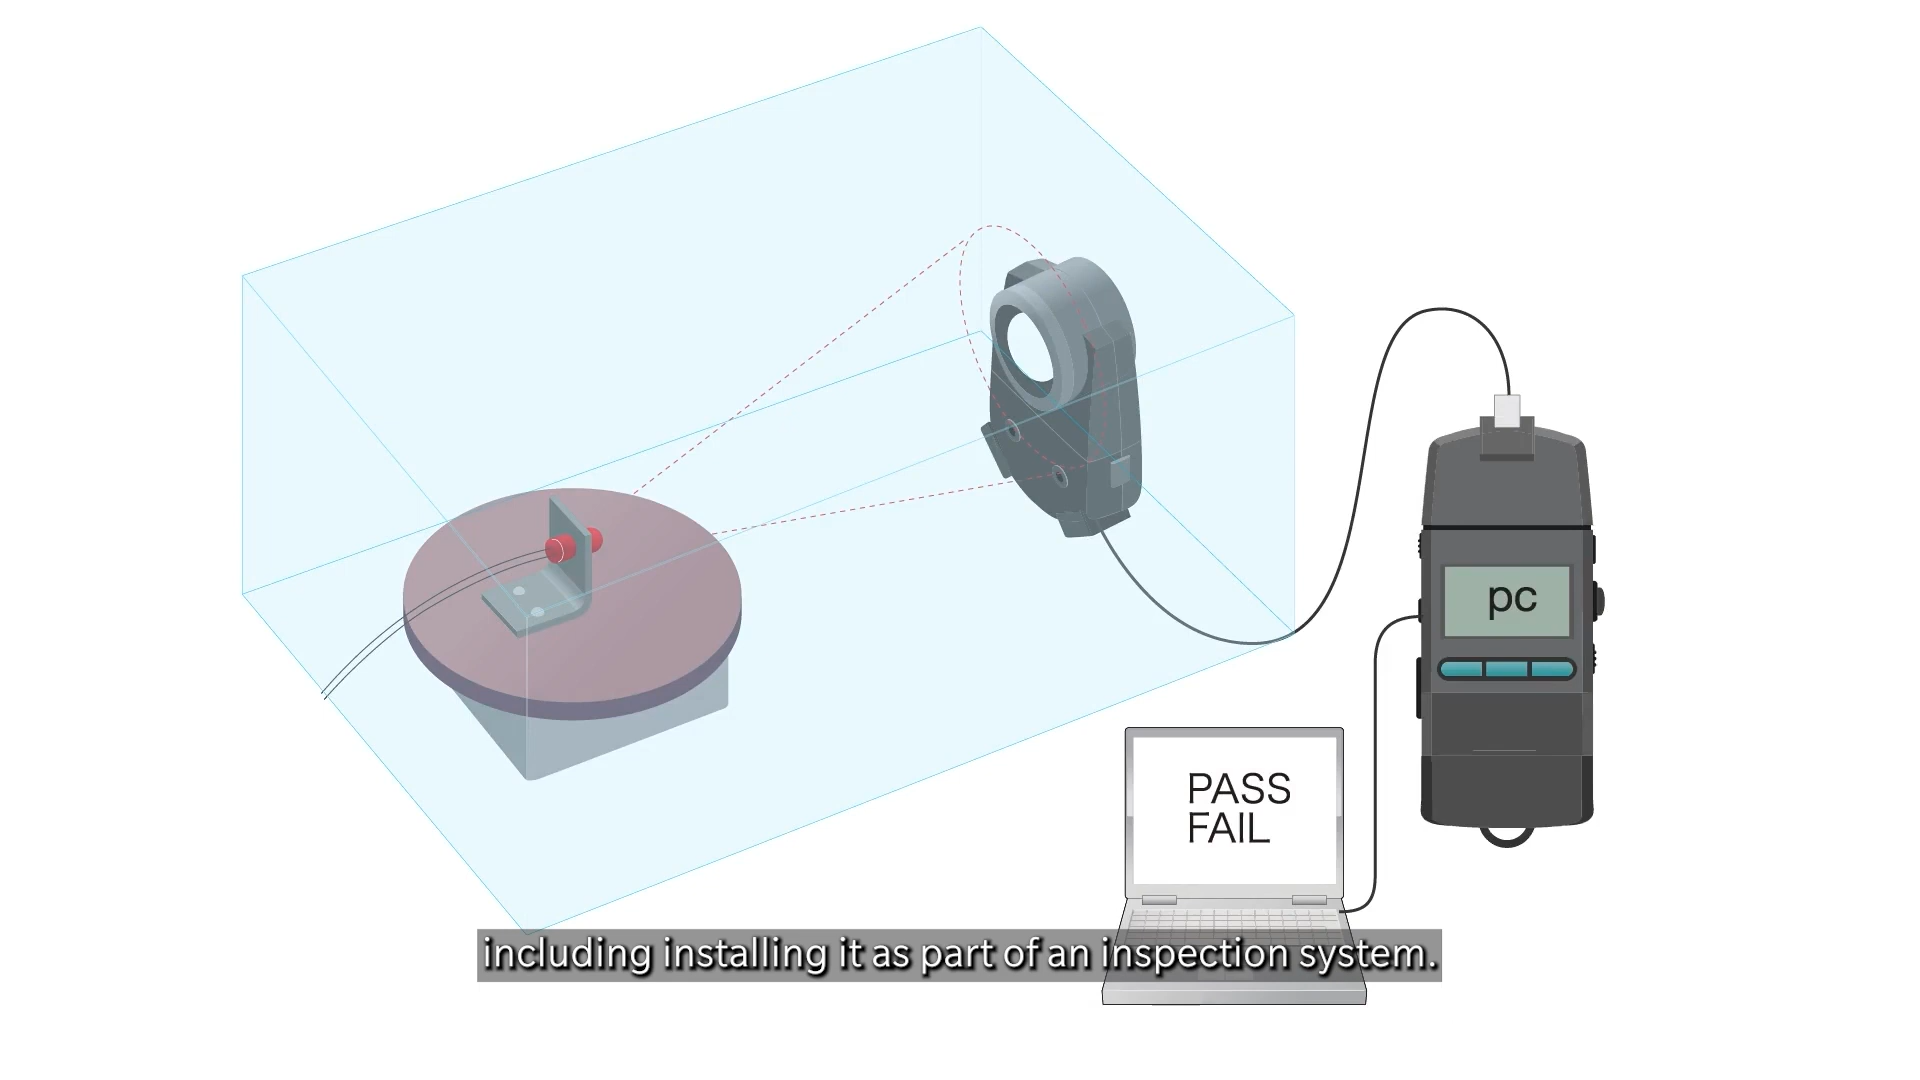 pc
PASS
FAIL
including installing it as part of an inspection system.